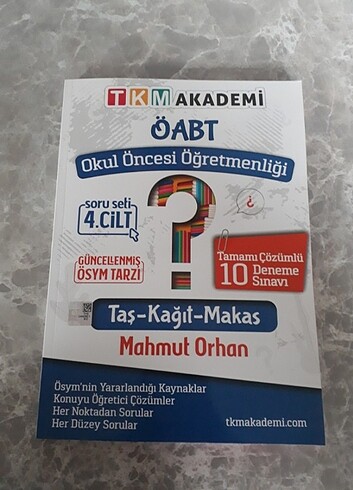 TKM AKADEMİ
ÖABT
Okul Öncesi Öğretmenliği
soru seti
4.CİLT
GÜNCELLENMİŞ
ÖSYM TARZI
Tamamı Çözümlü
10 Deneme
Sınavı
Taş-Kağıt-Makas
Mahmut Orhan
Ösym'nin Yararlandığı Kaynaklar
Konuyu Öğretici Çözümler
Her Noktadan Sorular
Her Düzey Sorular
tkmakademi.com